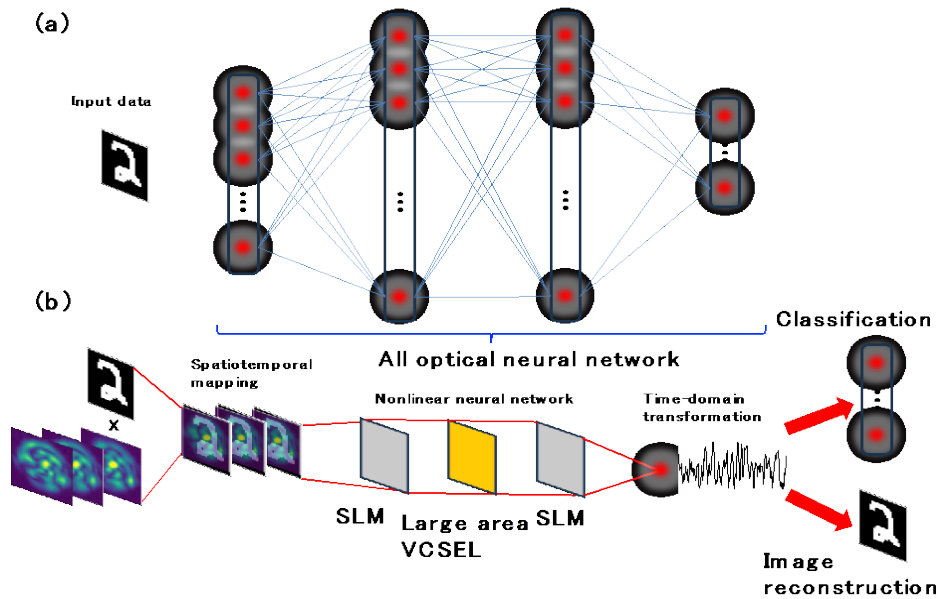 (a)
Input data
(b)
All optical neural network
Classification
Spatiotemporal
mapping
Nonlinear neural network
Time-domain
transformation
x
SLM
Large area
VCSEL
SLM
Image
reconstruction